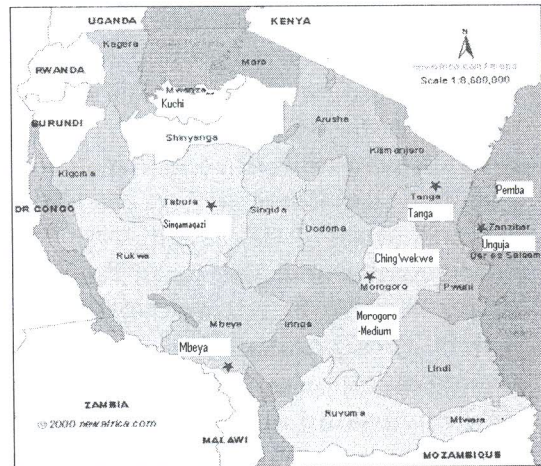 UGANDA
KENYA
Kagera
Mara
Scale 1:8,600,000
RWANDA
Mwanza
Kuchi
BURUNDI
Shinyanga
Arusha
Kilimanjaro
Kigoma
Tabora
Singamagazi
Singida
Tanga
Tanga
Pemba
DR CONGO
Dodoma
Zanzibar
Unguja
Dar es Salaam
Rukwa
Ching'wekwe
Morogoro
Pwani
Morogoro
-Medium
Mbeya
Iringa
Mbeya
Lindi
ZAMBIA
Ruvuma
Mtwara
© 2000 newafrica.com
MALAWI
MOZAMBIQUE